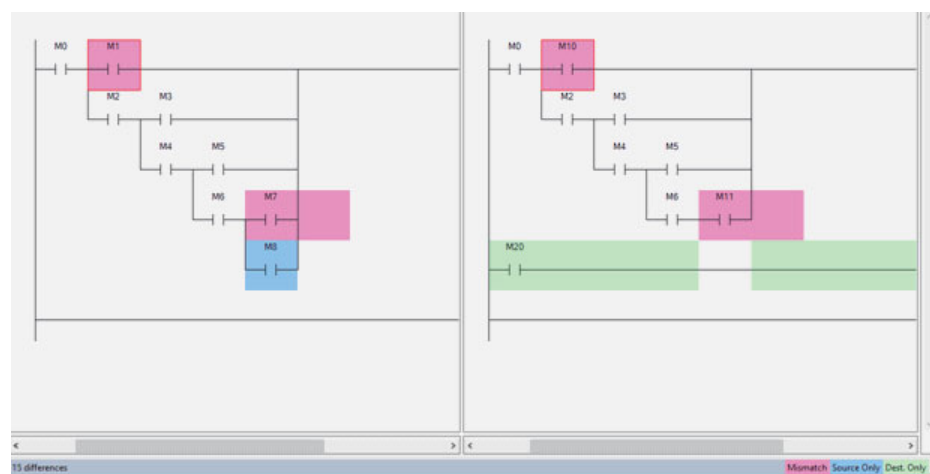 M0 M1
M2 M3
M4 M5
M6 M7
M8
M0 M10
M2 M3
M4 M5
M6 M11
M20
15 differences
Mismatch Source Only Dest. Only